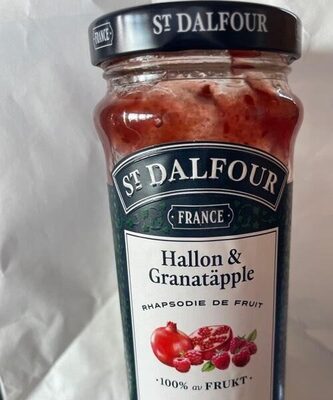 FRANCE
ST DALFOUR
ST DALFOUR
FRANCE
Hallon &
Granatäpple
RHAPSODIE DE FRUIT
100% av FRUKT